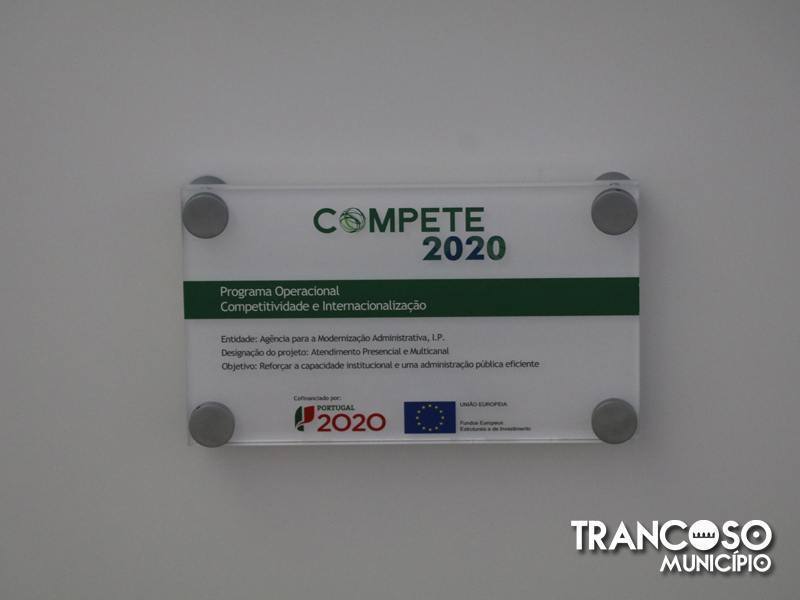 COMPETE
2020
Programa Operacional
Competitividade e Internacionalização
Entidade: Agência para a Modernização Administrativa, I.P.
Designação do projeto: Atendimento Presencial e Multicanal
Objetivo: Reforçar a capacidade institucional e uma administração pública eficiente
Cofinanciado por:
PORTUGAL
2020
UNIÃO EUROPEIA
Fundos Europeus
Estruturais e de Investimento
TRANCOSO
MUNICÍPIO